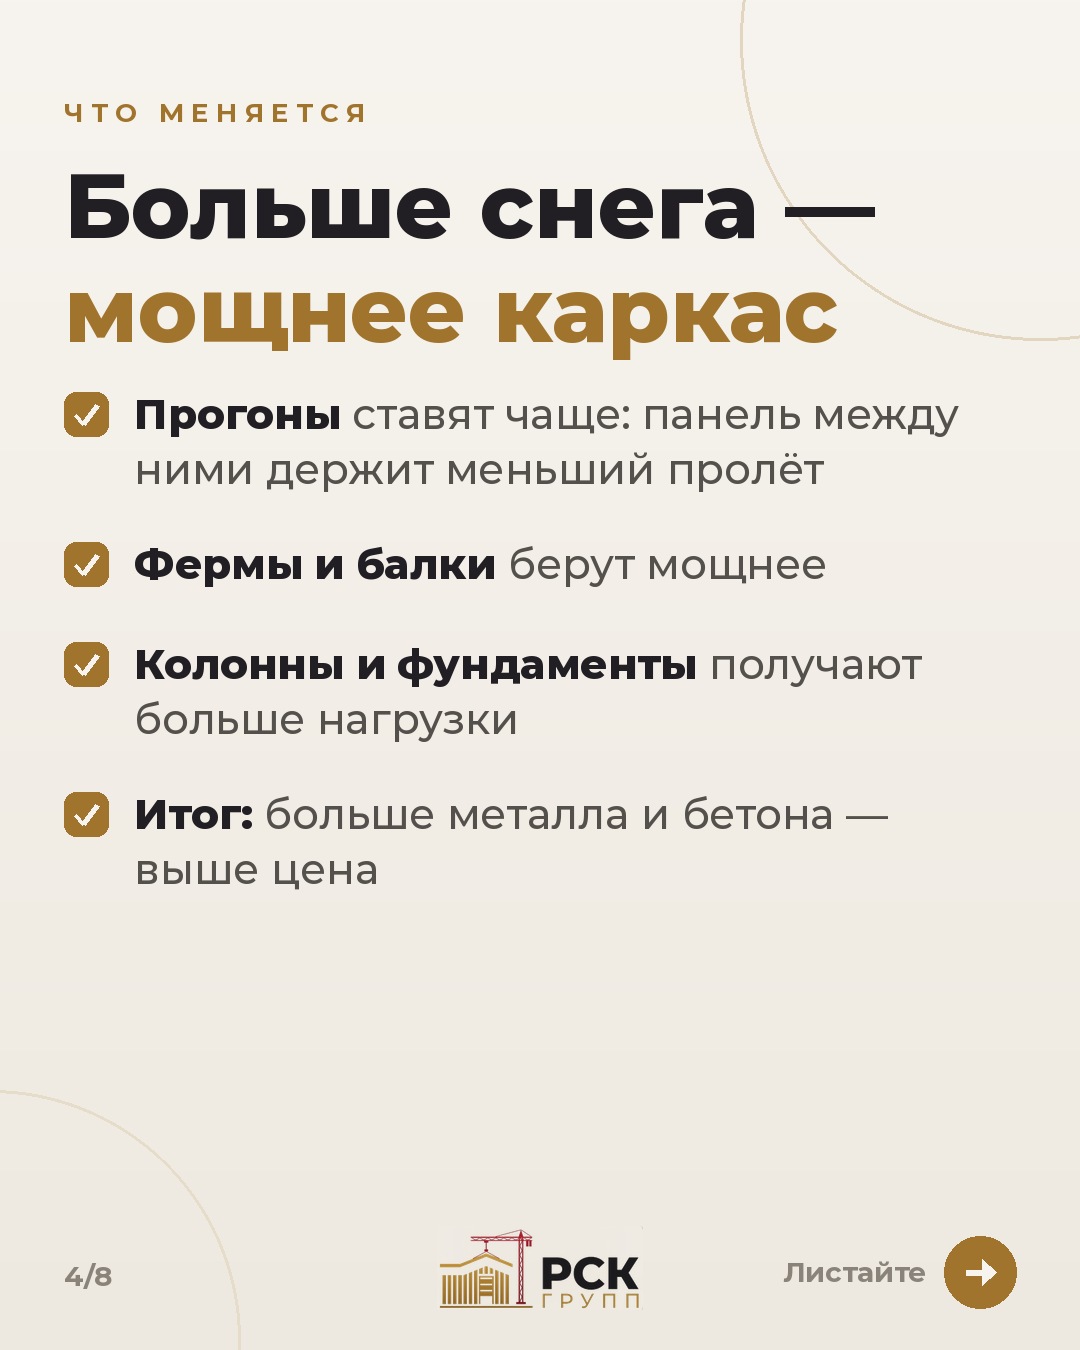 ЧТО МЕНЯЕТСЯ
Больше снега —
мощнее каркас
Прогоны ставят чаще: панель между
ними держит меньший пролёт
Фермы и балки берут мощнее
Колонны и фундаменты получают
больше нагрузки
Итог: больше металла и бетона —
выше цена
4/8
РСК
ГРУПП
Листайте